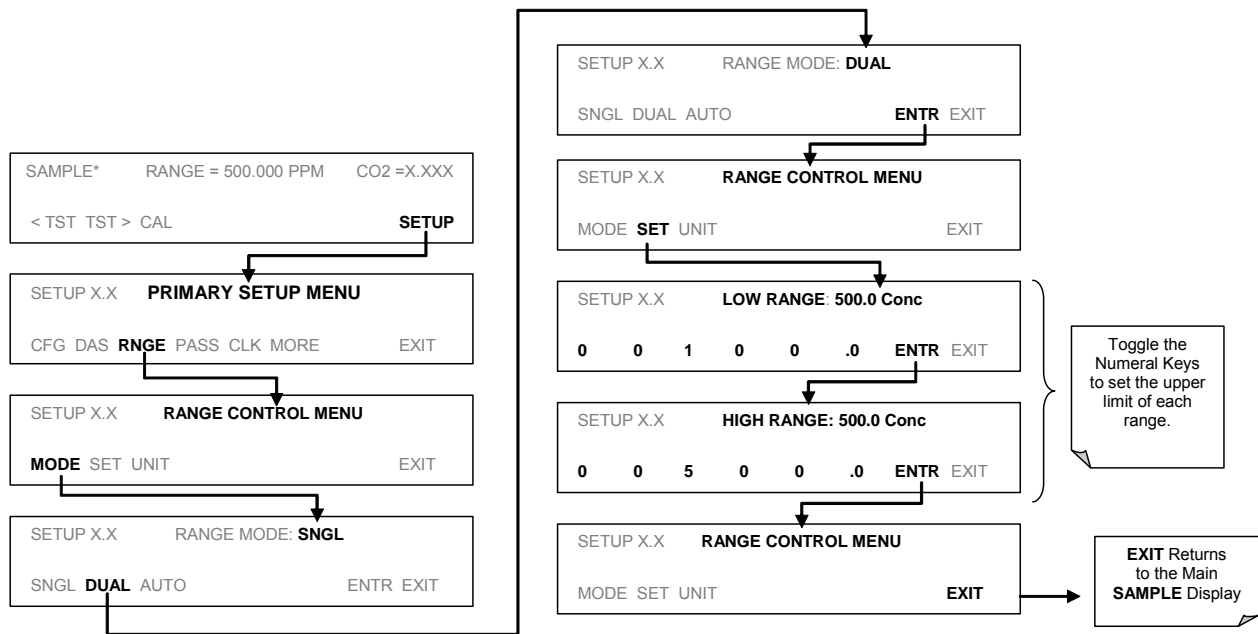 SAMPLE* RANGE = 500.000 PPM CO2 =X.XXX
< TST TST > CAL SETUP
SETUP X.X PRIMARY SETUP MENU
CFG DAS RNGE PASS CLK MORE EXIT
SETUP X.X RANGE CONTROL MENU
MODE SET UNIT EXIT
SETUP X.X RANGE MODE: SNGL
SNGL DUAL AUTO ENTR EXIT
SETUP X.X RANGE MODE: DUAL
SNGL DUAL AUTO ENTR EXIT
SETUP X.X RANGE CONTROL MENU
MODE SET UNIT EXIT
SETUP X.X LOW RANGE: 500.0 Conc
0 0 1 0 0 .0 ENTR EXIT
SETUP X.X HIGH RANGE: 500.0 Conc
0 0 5 0 0 .0 ENTR EXIT
Toggle the
Numeral Keys
to set the upper
limit of each
range.
SETUP X.X RANGE CONTROL MENU
MODE SET UNIT EXIT
EXIT Returns
to the Main
SAMPLE Display